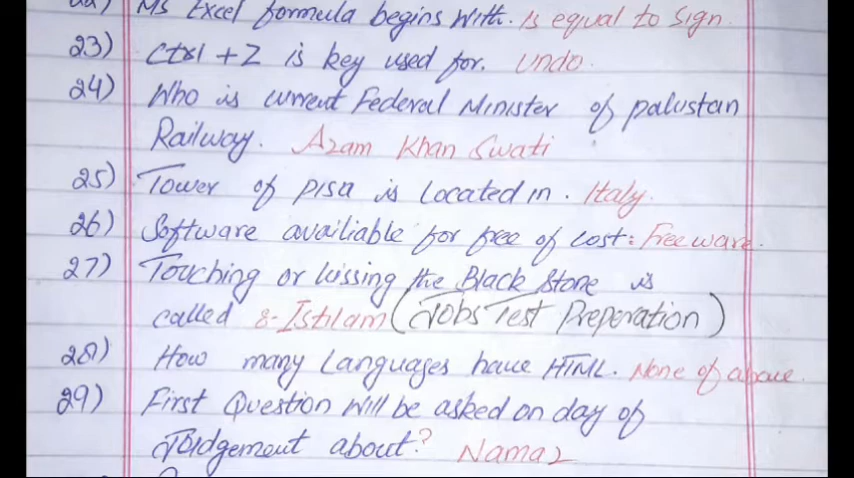 Ms Excel formula begins with. is equal to sign.
23) Ctrl +Z is key used for. Undo.
24) Who is current Federal Minister of pakistan
Railway. Azam Khan Swati
25) Tower of pisa is located in. Italy.
26) Software availiable for free of cost: Free ware.
27) Touching or kissing the Black stone is
called :- Istilam (Jobs Test Preperation)
28) How many languages have HTML. None of above.
29) First Question will be asked on day of
Judgement about? Namaz